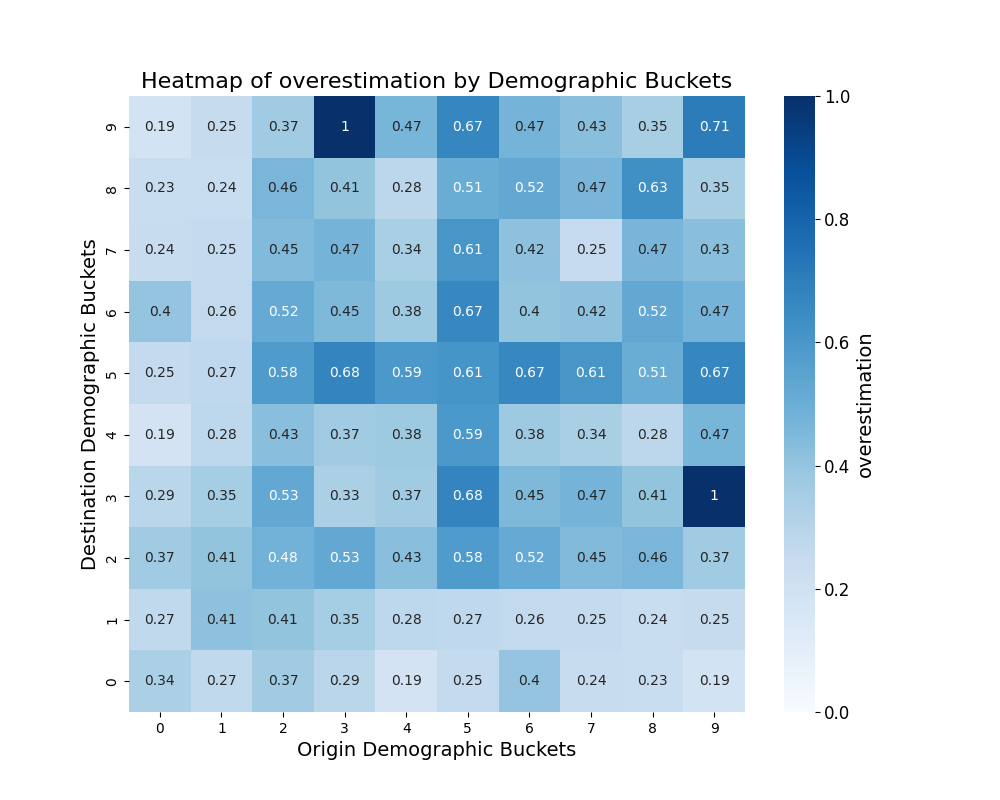 Heatmap of overestimation by Demographic Buckets
9 0.19 0.25 0.37 1 0.47 0.67 0.47 0.43 0.35 0.71
8 0.23 0.24 0.46 0.41 0.28 0.51 0.52 0.47 0.63 0.35
7 0.24 0.25 0.45 0.47 0.34 0.61 0.42 0.25 0.47 0.43
6 0.4 0.26 0.52 0.45 0.38 0.67 0.4 0.42 0.52 0.47
5 0.25 0.27 0.58 0.68 0.59 0.61 0.67 0.61 0.51 0.67
4 0.19 0.28 0.43 0.37 0.38 0.59 0.38 0.34 0.28 0.47
3 0.29 0.35 0.53 0.33 0.37 0.68 0.45 0.47 0.41 1
2 0.37 0.41 0.48 0.53 0.43 0.58 0.52 0.45 0.46 0.37
1 0.27 0.41 0.41 0.35 0.28 0.27 0.26 0.25 0.24 0.25
0 0.34 0.27 0.37 0.29 0.19 0.25 0.4 0.24 0.23 0.19
0 1 2 3 4 5 6 7 8 9
Origin Demographic Buckets
Destination Demographic Buckets
1.0
0.8
0.6
0.4
0.2
0.0
overestimation